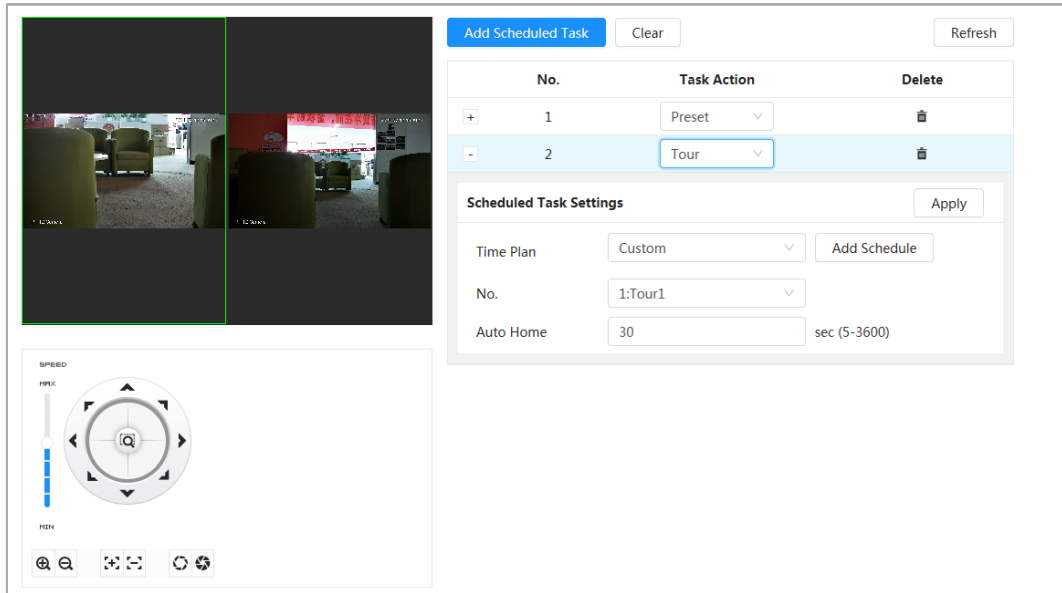 Add Scheduled Task Clear Refresh
No. Task Action Delete
+ 1 Preset
- 2 Tour
Scheduled Task Settings Apply
Time Plan Custom Add Schedule
No. 1:Tour1
Auto Home 30 sec (5-3600)
SPEED
MAX
MIN